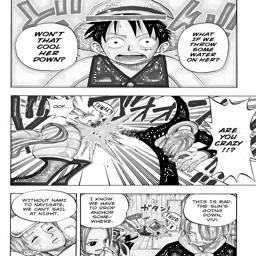 WHAT IF
WE THROW
SOME
WATER
ON HER?
WON'T
THAT
COOL
HER
DOWN?
ARE
YOU
CRAZY
!!?
OOF...
THIS IS BAD.
THE SUN'S
GOING
DOWN,
VIVI.
I KNOW.
WE HAVE
TO DROP
ANCHOR
SOME-
WHERE.
WITHOUT NAMI
TO NAVIGATE,
WE CAN'T SAIL
AT NIGHT.